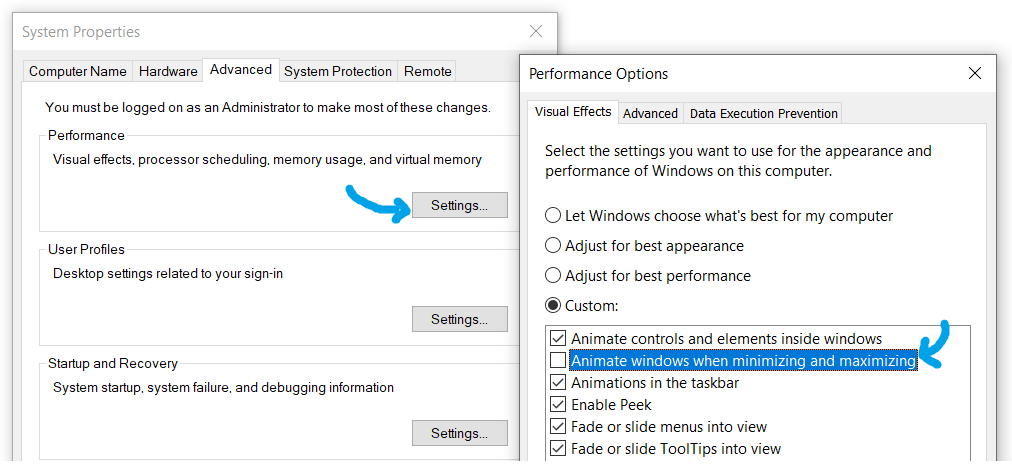 System Properties
Computer Name
Hardware
Advanced
System Protection
Remote
You must be logged on as an Administrator to make most of these changes.
Performance
Visual effects, processor scheduling, memory usage, and virtual memory
Settings...
User Profiles
Desktop settings related to your sign-in
Settings...
Startup and Recovery
System startup, system failure, and debugging information
Settings...
Performance Options
Visual Effects
Advanced
Data Execution Prevention
Select the settings you want to use for the appearance and
performance of Windows on this computer.
Let Windows choose what's best for my computer
Adjust for best appearance
Adjust for best performance
Custom:
Animate controls and elements inside windows
Animate windows when minimizing and maximizing
Animations in the taskbar
Enable Peek
Fade or slide menus into view
Fade or slide ToolTips into view